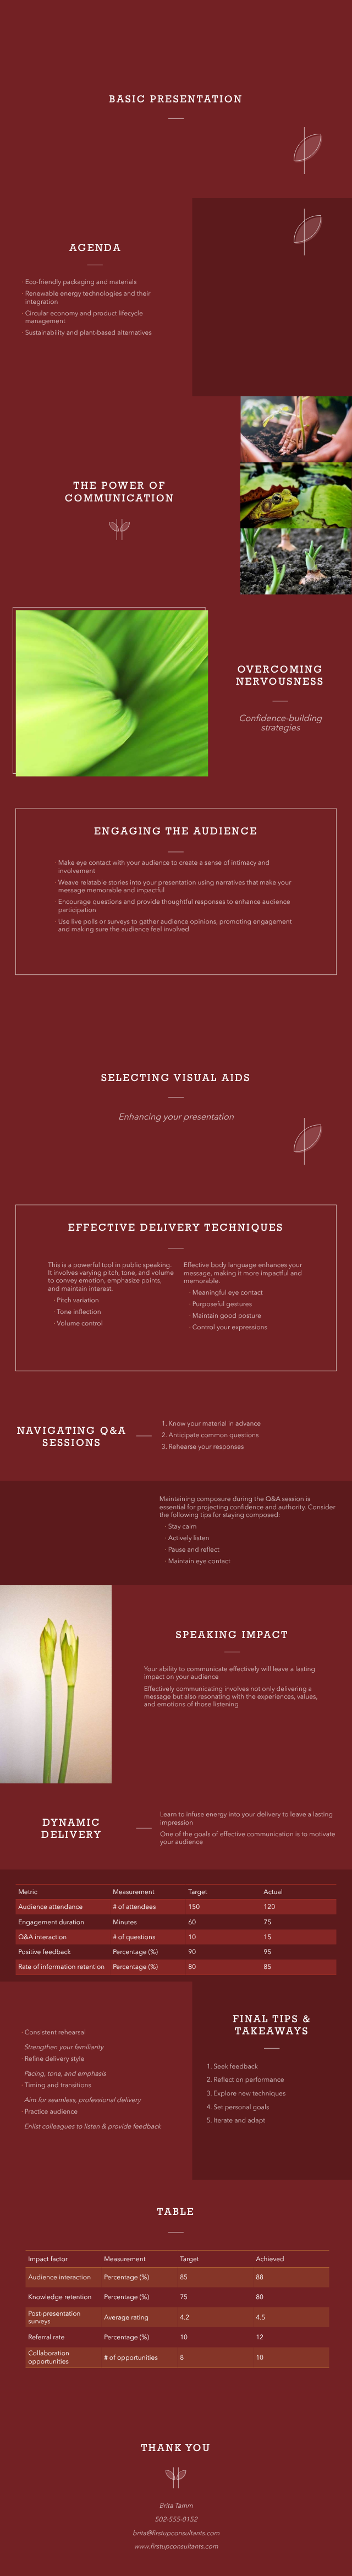 BASIC PRESENTATION
AGENDA
· Eco-friendly packaging and materials
· Renewable energy technologies and their
integration
· Circular economy and product lifecycle
management
· Sustainability and plant-based alternatives
THE POWER OF
COMMUNICATION
OVERCOMING
NERVOUSNESS
Confidence-building
strategies
ENGAGING THE AUDIENCE
· Make eye contact with your audience to create a sense of intimacy and
involvement
· Weave relatable stories into your presentation using narratives that make your
message memorable and impactful
· Encourage questions and provide thoughtful responses to enhance audience
participation
· Use live polls or surveys to gather audience opinions, promoting engagement
and making sure the audience feel involved
SELECTING VISUAL AIDS
Enhancing your presentation
EFFECTIVE DELIVERY TECHNIQUES
This is a powerful tool in public speaking.
It involves varying pitch, tone, and volume
to convey emotion, emphasize points,
and maintain interest.
· Pitch variation
· Tone inflection
· Volume control
Effective body language enhances your
message, making it more impactful and
memorable.
· Meaningful eye contact
· Purposeful gestures
· Maintain good posture
· Control your expressions
NAVIGATING Q&A
SESSIONS
1. Know your material in advance
2. Anticipate common questions
3. Rehearse your responses
Maintaining composure during the Q&A session is
essential for projecting confidence and authority. Consider
the following tips for staying composed:
· Stay calm
· Actively listen
· Pause and reflect
· Maintain eye contact
SPEAKING IMPACT
Your ability to communicate effectively will leave a lasting
impact on your audience
Effectively communicating involves not only delivering a
message but also resonating with the experiences, values,
and emotions of those listening
DYNAMIC
DELIVERY
Learn to infuse energy into your delivery to leave a lasting
impression
One of the goals of effective communication is to motivate
your audience
Metric Measurement Target Actual
Audience attendance # of attendees 150 120
Engagement duration Minutes 60 75
Q&A interaction # of questions 10 15
Positive feedback Percentage (%) 90 95
Rate of information retention Percentage (%) 80 85
· Consistent rehearsal
Strengthen your familiarity
· Refine delivery style
Pacing, tone, and emphasis
· Timing and transitions
Aim for seamless, professional delivery
· Practice audience
Enlist colleagues to listen & provide feedback
FINAL TIPS &
TAKEAWAYS
1. Seek feedback
2. Reflect on performance
3. Explore new techniques
4. Set personal goals
5. Iterate and adapt
TABLE
Impact factor Measurement Target Achieved
Audience interaction Percentage (%) 85 88
Knowledge retention Percentage (%) 75 80
Post-presentation
surveys Average rating 4.2 4.5
Referral rate Percentage (%) 10 12
Collaboration
opportunities # of opportunities 8 10
THANK YOU
Brita Tamm
502-555-0152
brita@firstupconsultants.com
www.firstupconsultants.com